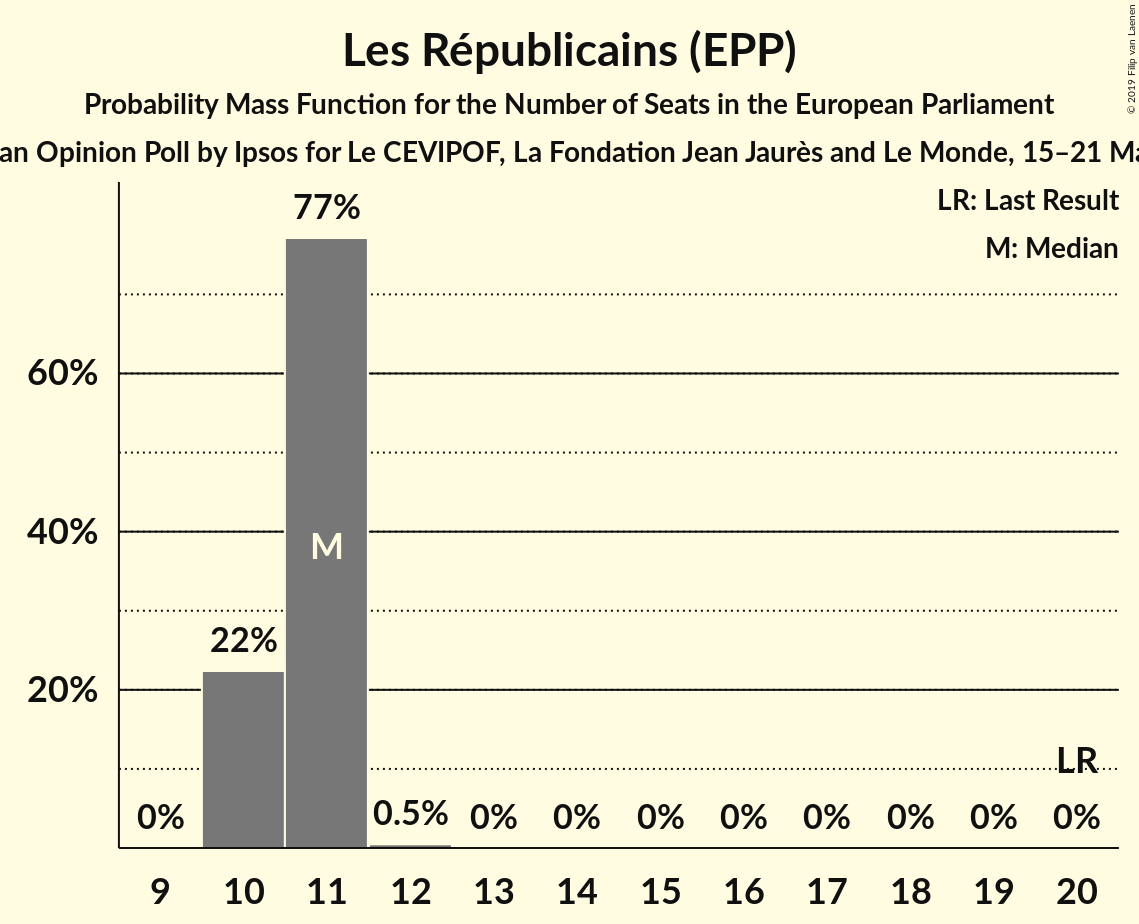 Les Républicains (EPP)
Probability Mass Function for the Number of Seats in the European Parliament
an Opinion Poll by Ipsos for Le CEVIPOF, La Fondation Jean Jaurès and Le Monde, 15–21 Ma
© 2019 Filip van Laenen
LR: Last Result
M: Median
77%
60%
40%
M
22%
20%
LR
0% 0.5% 0% 0% 0% 0% 0% 0% 0% 0%
9 10 11 12 13 14 15 16 17 18 19 20